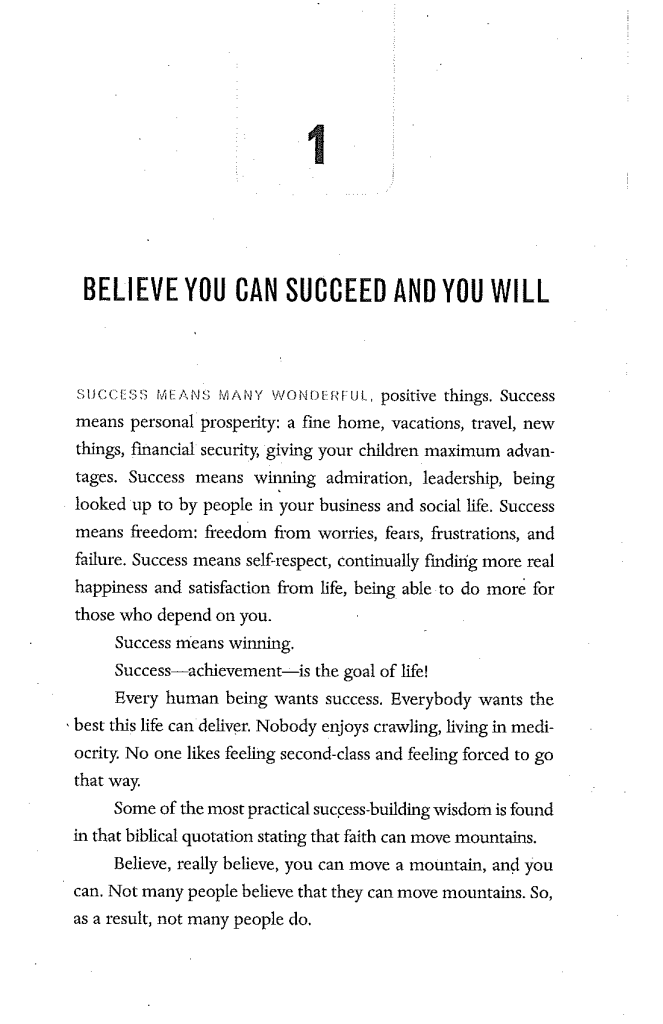 1
BELIEVE YOU CAN SUCCEED AND YOU WILL
SUCCESS MEANS MANY WONDERFUL, positive things. Success
means personal prosperity: a fine home, vacations, travel, new
things, financial security, giving your children maximum advan-
tages. Success means winning admiration, leadership, being
looked up to by people in your business and social life. Success
means freedom: freedom from worries, fears, frustrations, and
failure. Success means self-respect, continually finding more real
happiness and satisfaction from life, being able to do more for
those who depend on you.
Success means winning.
Success—achievement—is the goal of life!
Every human being wants success. Everybody wants the
best this life can deliver. Nobody enjoys crawling, living in medi-
ocrity. No one likes feeling second-class and feeling forced to go
that way.
Some of the most practical success-building wisdom is found
in that biblical quotation stating that faith can move mountains.
Believe, really believe, you can move a mountain, and you
can. Not many people believe that they can move mountains. So,
as a result, not many people do.